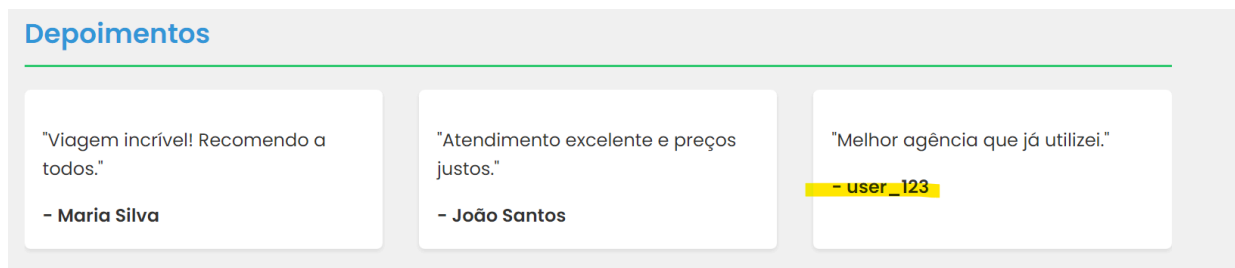 Depoimentos
"Viagem incrível! Recomendo a
todos."
- Maria Silva
"Atendimento excelente e preços
justos."
- João Santos
"Melhor agência que já utilizei."
- user_123